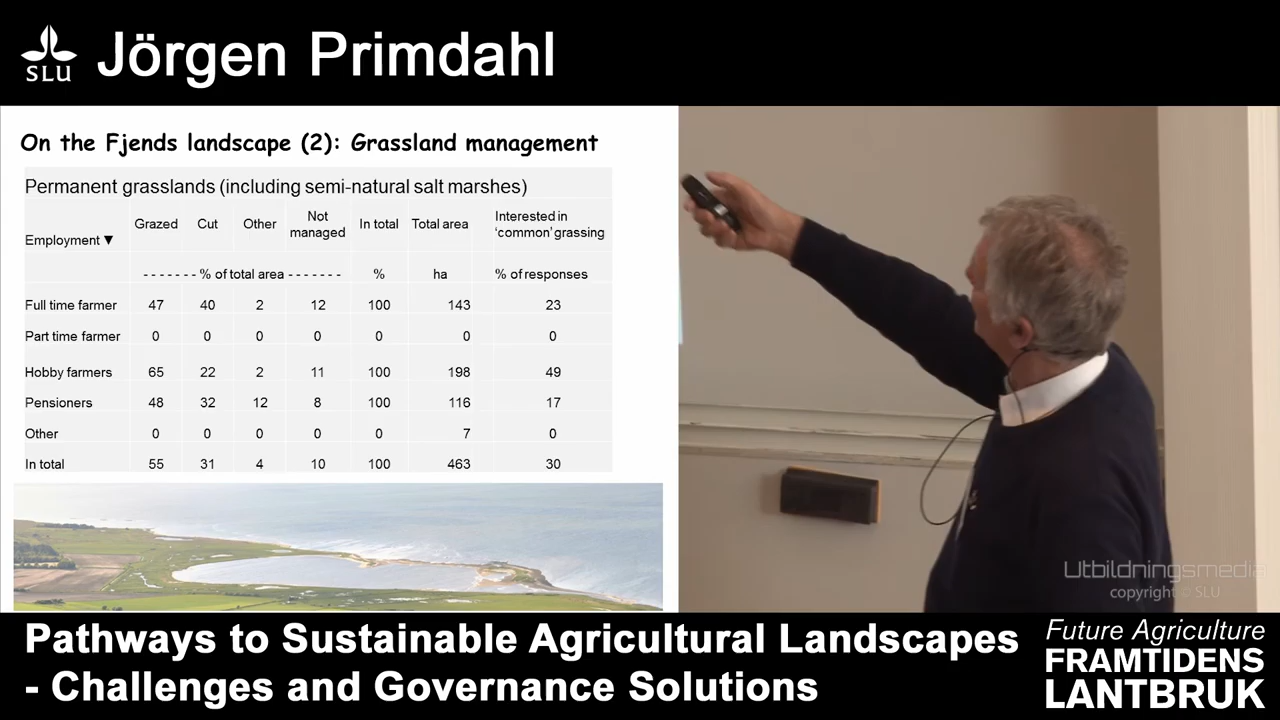 SLU
Jörgen Primdahl
On the Fjends landscape (2): Grassland management
Permanent grasslands (including semi-natural salt marshes)
Employment ▼ Grazed Cut Other Not managed In total Total area Interested in 'common' grassing
- - - - - - - % of total area - - - - - - - % ha % of responses
Full time farmer 47 40 2 12 100 143 23
Part time farmer 0 0 0 0 0 0 0
Hobby farmers 65 22 2 11 100 198 49
Pensioners 48 32 12 8 100 116 17
Other 0 0 0 0 0 7 0
In total 55 31 4 10 100 463 30
Utbildningsmedia
copyright © SLU
Pathways to Sustainable Agricultural Landscapes
- Challenges and Governance Solutions
Future Agriculture
FRAMTIDENS
LANTBRUK